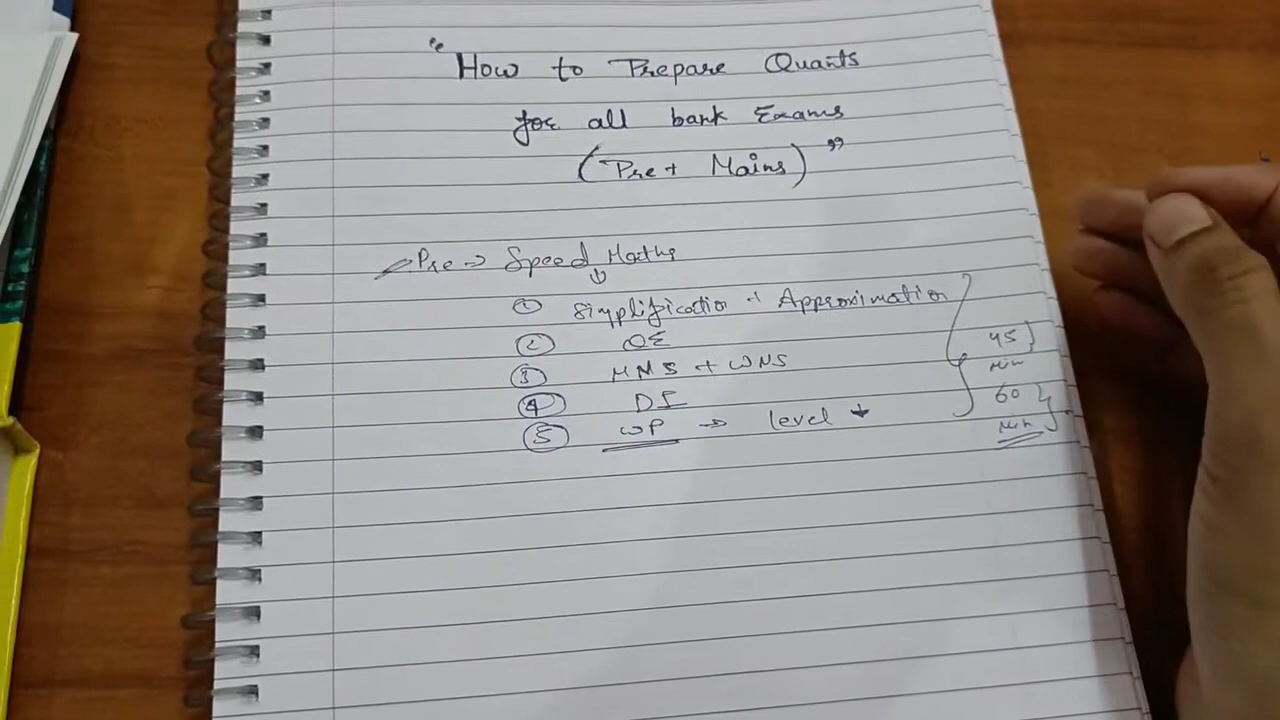 "How to Prepare Quants
for all bank Exams
(Pre + Mains)"
Pre → Speed Maths
↓
① Simplification + Approximation
② QE
③ MNS + WNS
④ DI
⑤ WP → level ↓
45
Min
60
Min